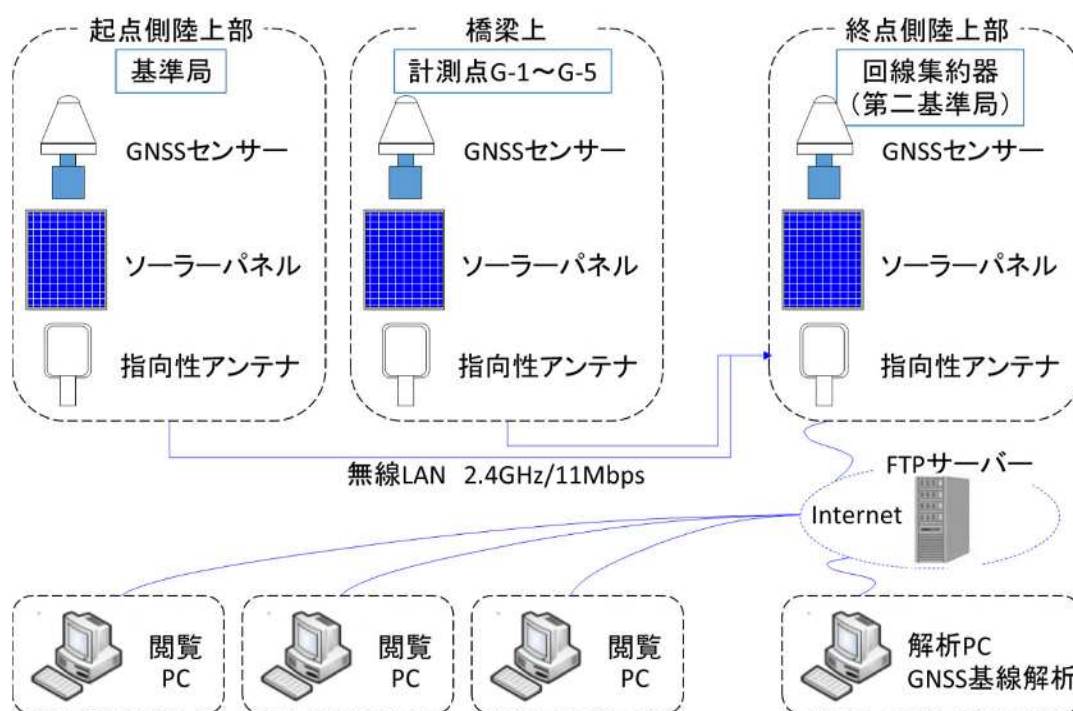 起点側陸上部
基準局
GNSSセンサー
ソーラーパネル
指向性アンテナ
橋梁上
計測点G-1～G-5
GNSSセンサー
ソーラーパネル
指向性アンテナ
終点側陸上部
回線集約器
（第二基準局）
GNSSセンサー
ソーラーパネル
指向性アンテナ
無線LAN 2.4GHz/11Mbps
FTPサーバー
Internet
閲覧
PC
閲覧
PC
閲覧
PC
解析PC
GNSS基線解析